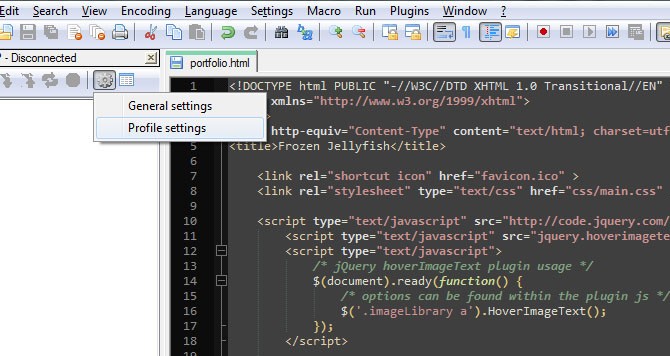 Edit Search View Encoding Language Settings Macro Run Plugins Window ?
- Disconnected
portfolio.html
General settings
Profile settings
1 <!DOCTYPE html PUBLIC "-//W3C//DTD XHTML 1.0 Transitional//EN"
xmlns="http://www.w3.org/1999/xhtml">
http-equiv="Content-Type" content="text/html; charset=utf
5 <title>Frozen Jellyfish</title>
6
7 <link rel="shortcut icon" href="favicon.ico" >
8 <link rel="stylesheet" type="text/css" href="css/main.css"
9
10 <script type="text/javascript" src="http://code.jquery.com/
11 <script type="text/javascript" src="jquery.hoverimagete
12 <script type="text/javascript">
13 /* jQuery hoverImageText plugin usage */
14 $(document).ready(function() {
15 /* options can be found within the plugin js */
16 $('.imageLibrary a').HoverImageText();
17 });
18 </script>